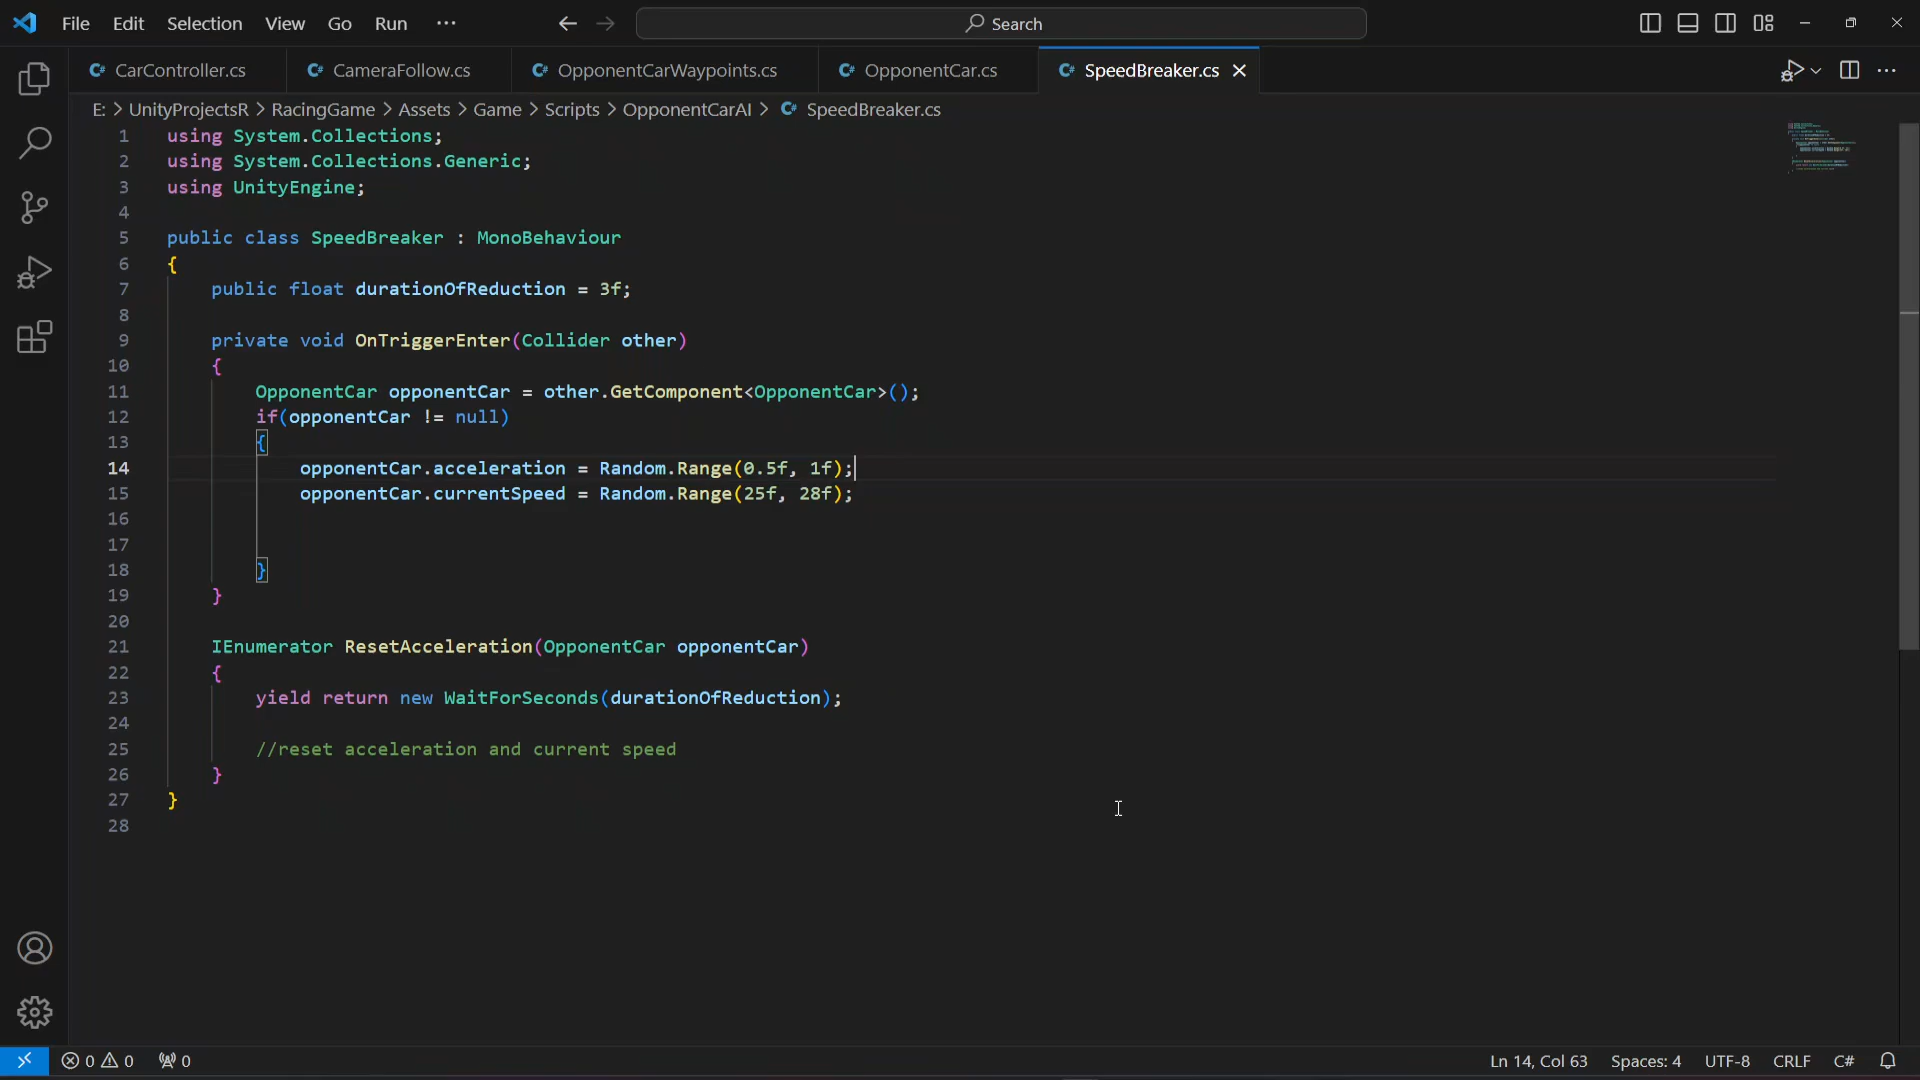 File Edit Selection View Go Run ··· Search
CarController.cs CameraFollow.cs OpponentCarWaypoints.cs OpponentCar.cs SpeedBreaker.cs
E: > UnityProjectsR > RacingGame > Assets > Game > Scripts > OpponentCarAI > SpeedBreaker.cs
1 using System.Collections;
2 using System.Collections.Generic;
3 using UnityEngine;
4
5 public class SpeedBreaker : MonoBehaviour
6 {
7 public float durationOfReduction = 3f;
8
9 private void OnTriggerEnter(Collider other)
10 {
11 OpponentCar opponentCar = other.GetComponent<OpponentCar>();
12 if(opponentCar != null)
13 {
14 opponentCar.acceleration = Random.Range(0.5f, 1f);
15 opponentCar.currentSpeed = Random.Range(25f, 28f);
16
17
18 }
19 }
20
21 IEnumerator ResetAcceleration(OpponentCar opponentCar)
22 {
23 yield return new WaitForSeconds(durationOfReduction);
24
25 //reset acceleration and current speed
26 }
27 }
28
0 0 0 Ln 14, Col 63 Spaces: 4 UTF-8 CRLF C#